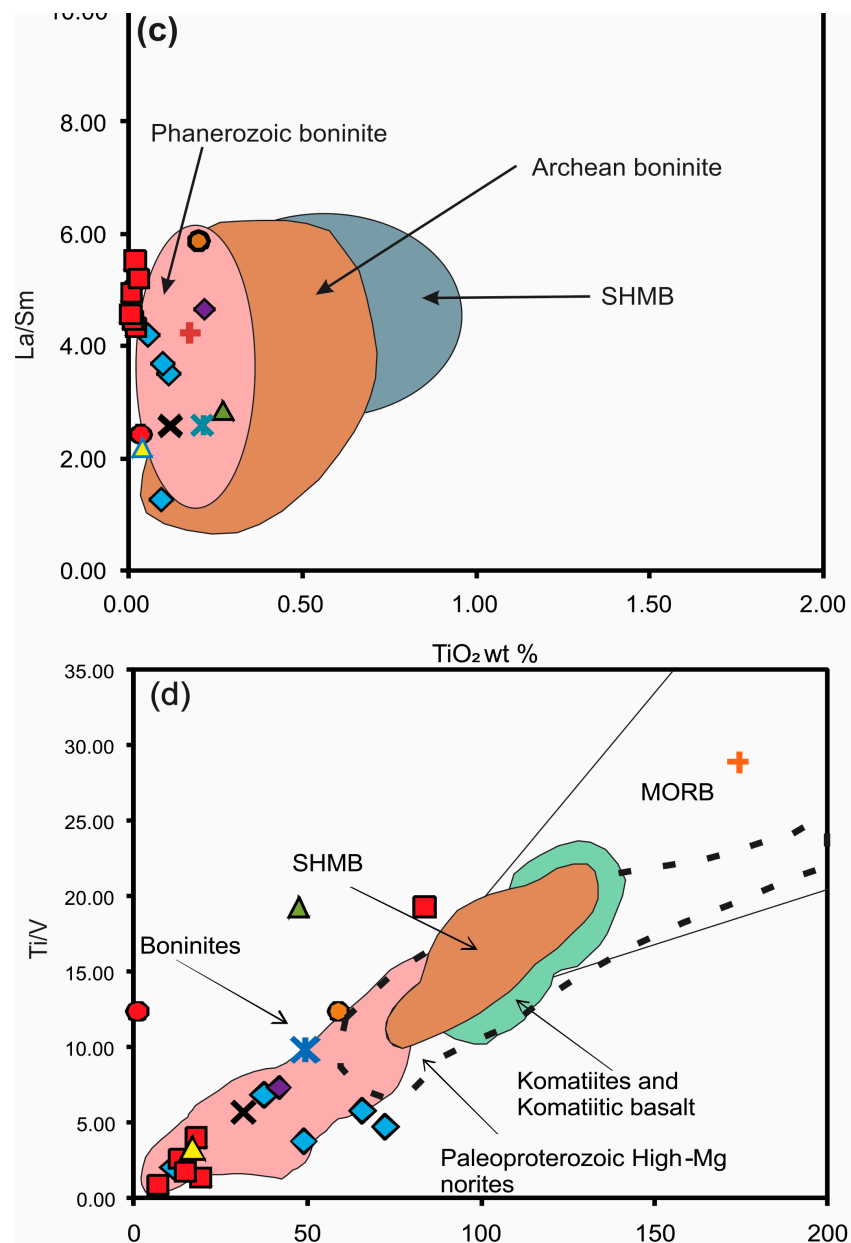 10.00
(c)
Phanerozoic boninite
8.00
Archean boninite
6.00
SHMB
La/Sm
4.00
2.00
0.00
0.00 0.50 1.00 1.50 2.00
TiO₂ wt %
35.00
(d)
30.00
MORB
25.00
SHMB
20.00
Ti/V
Boninites
15.00
10.00
Komatiites and
Komatiitic basalt
5.00
Paleoproterozoic High-Mg
norites
0.00
0 50 100 150 200